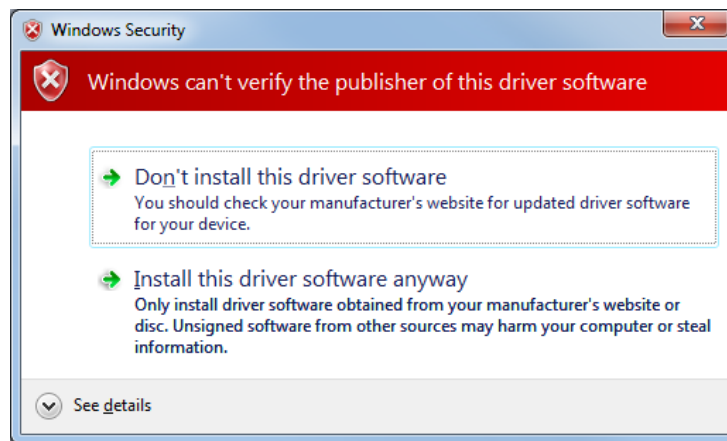 Windows Security
Windows can't verify the publisher of this driver software
Don't install this driver software
You should check your manufacturer's website for updated driver software
for your device.
Install this driver software anyway
Only install driver software obtained from your manufacturer's website or
disc. Unsigned software from other sources may harm your computer or steal
information.
See details